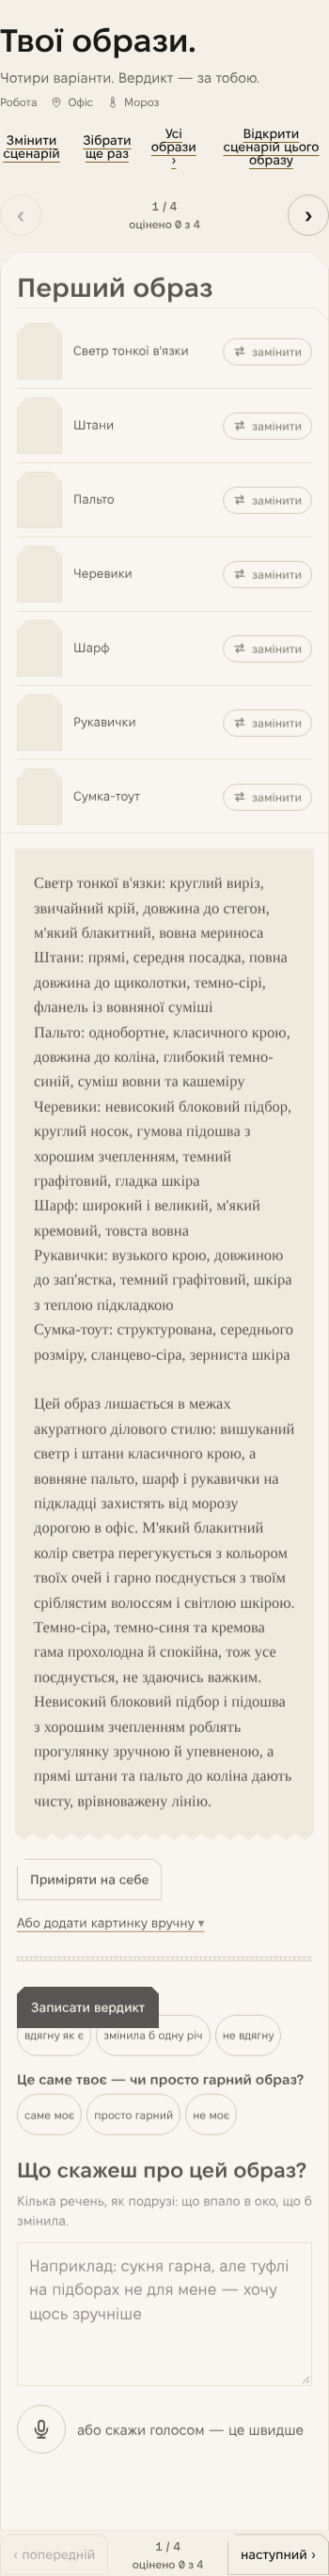 Твої образи.
Чотири варіанти. Вердикт — за тобою.
Робота Офіс Мороз
Змінити
сценарій
Зібрати
ще раз
Усі
образи
›
Відкрити
сценарій цього
образу
‹
1 / 4
оцінено 0 з 4
›
Перший образ
Светр тонкої в'язки
⇄ замінити
Штани
⇄ замінити
Пальто
⇄ замінити
Черевики
⇄ замінити
Шарф
⇄ замінити
Рукавички
⇄ замінити
Сумка-тоут
⇄ замінити
Светр тонкої в'язки: круглий виріз,
звичайний крій, довжина до стегон,
м'який блакитний, вовна мериноса
Штани: прямі, середня посадка, повна
довжина до щиколотки, темно-сірі,
фланель із вовняної суміші
Пальто: однобортне, класичного крою,
довжина до коліна, глибокий темно-
синій, суміш вовни та кашеміру
Черевики: невисокий блоковий підбор,
круглий носок, гумова підошва з
хорошим зчепленням, темний
графітовий, гладка шкіра
Шарф: широкий і великий, м'який
кремовий, товста вовна
Рукавички: вузького крою, довжиною
до зап'ястка, темний графітовий, шкіра
з теплою підкладкою
Сумка-тоут: структурована, середнього
розміру, сланцево-сіра, зерниста шкіра
Цей образ лишається в межах
акуратного ділового стилю: вишуканий
светр і штани класичного крою, а
вовняне пальто, шарф і рукавички на
підкладці захистять від морозу
дорогою в офіс. М'який блакитний
колір светра перегукується з кольором
твоїх очей і гарно поєднується з твоїм
сріблястим волоссям і світлою шкірою.
Темно-сіра, темно-синя та кремова
гама прохолодна й спокійна, тож усе
поєднується, не здаючись важким.
Невисокий блоковий підбор і підошва
з хорошим зчепленням роблять
прогулянку зручною й упевненою, а
прямі штани та пальто до коліна дають
чисту, врівноважену лінію.
Приміряти на себе
Або додати картинку вручну ▾
Записати вердикт
вдягну як є
змінила б одну річ
не вдягну
Це саме твоє — чи просто гарний образ?
саме моє
просто гарний
не моє
Що скажеш про цей образ?
Кілька речень, як подрузі: що впало в око, що б
змінила.
Наприклад: сукня гарна, але туфлі
на підборах не для мене — хочу
щось зручніше
або скажи голосом — це швидше
‹ попередній
1 / 4
оцінено 0 з 4
наступний ›